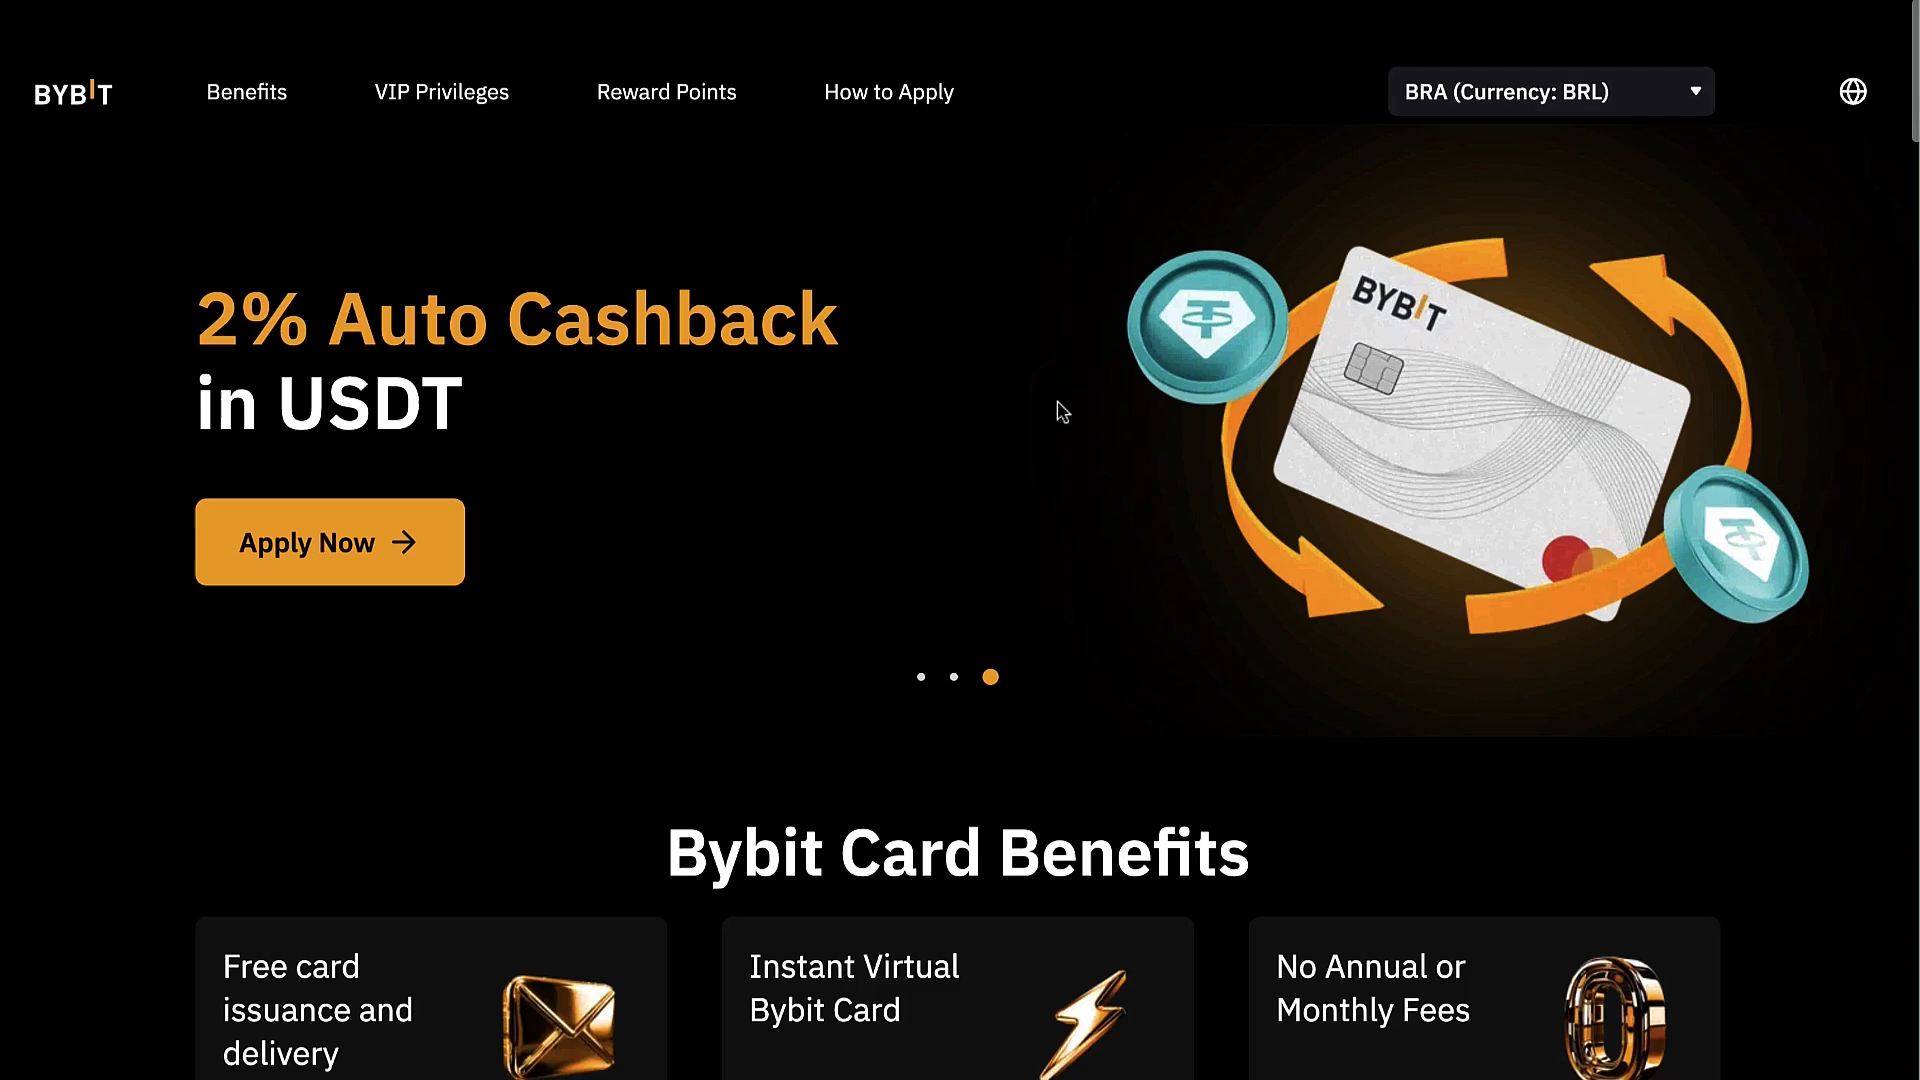 BYBIT
Benefits
VIP Privileges
Reward Points
How to Apply
BRA (Currency: BRL)
2% Auto Cashback
in USDT
Apply Now
BYBIT
Bybit Card Benefits
Free card
issuance and
delivery
Instant Virtual
Bybit Card
No Annual or
Monthly Fees